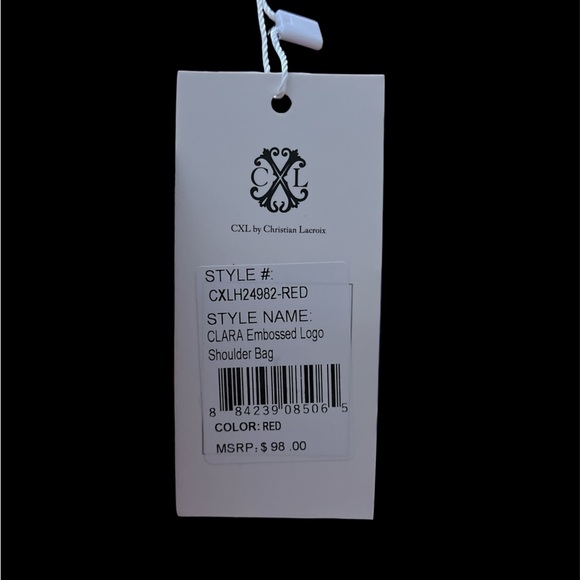 CXL
CXL by Christian Lacroix
STYLE #:
CXLH24982-RED
STYLE NAME:
CLARA Embossed Logo
Shoulder Bag
8 84239 08506 5
COLOR: RED
MSRP: $ 98 .00